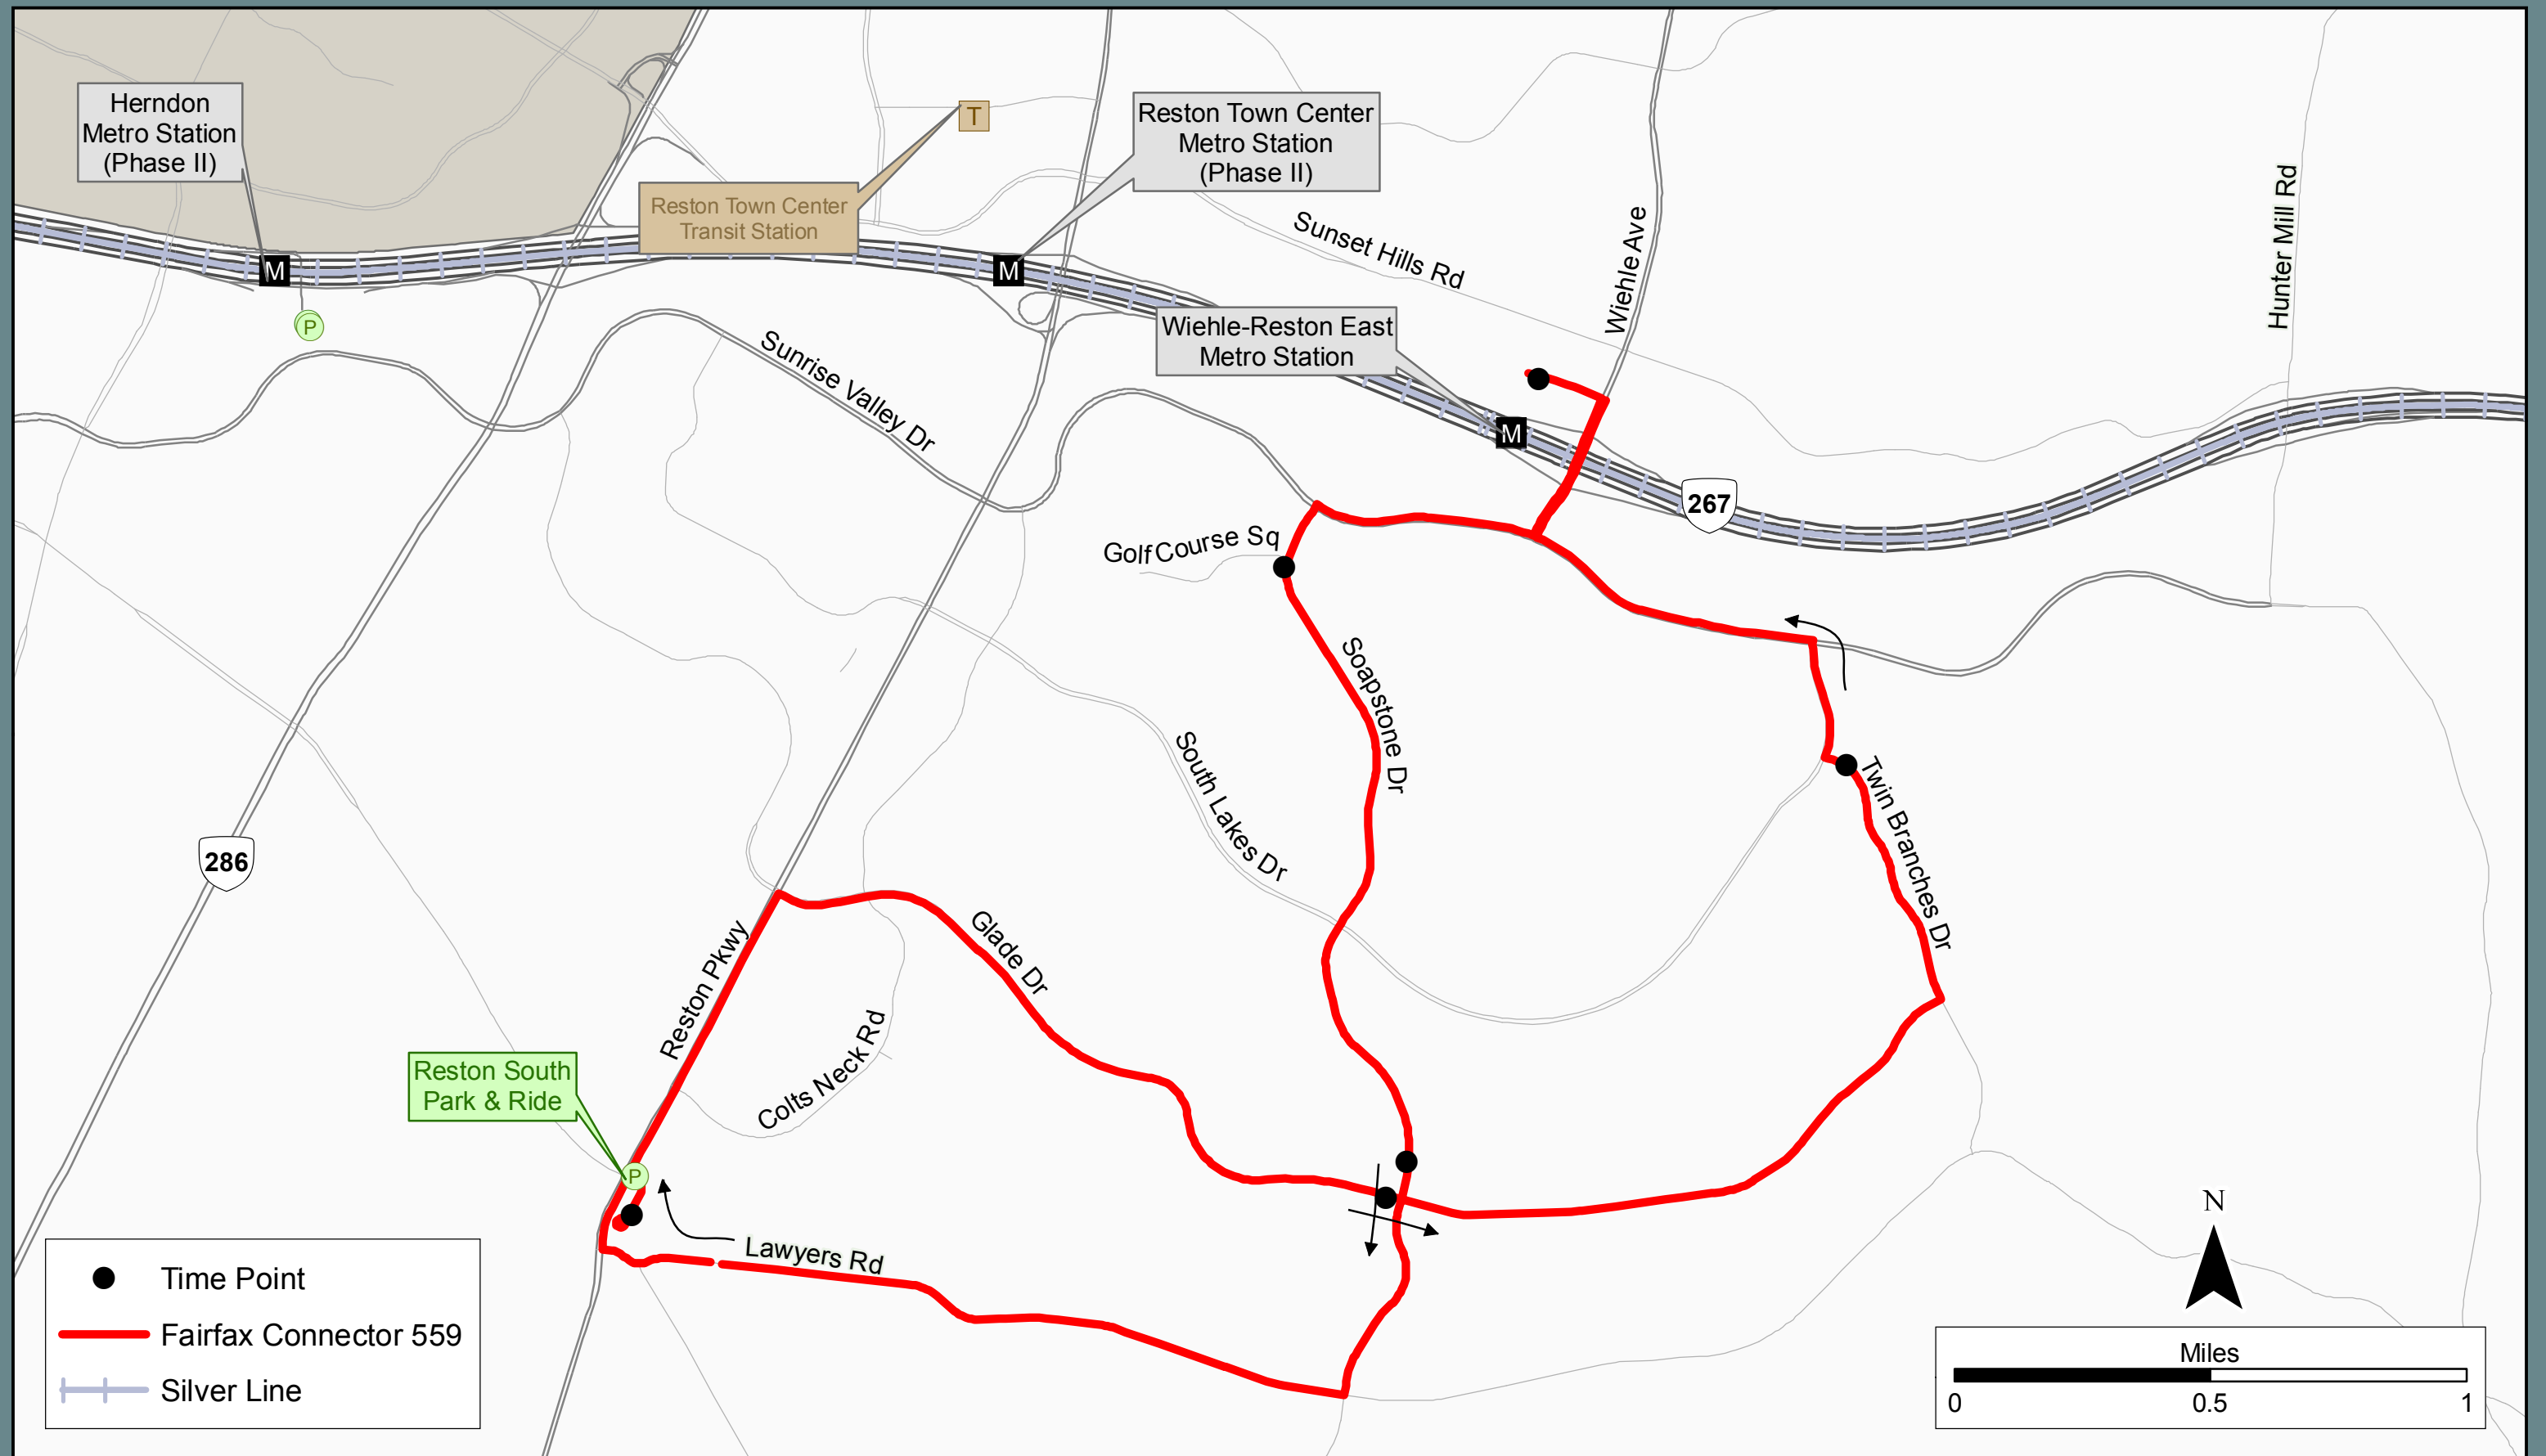 Herndon
Metro Station
(Phase II)
T
Reston Town Center
Metro Station
(Phase II)
Reston Town Center
Transit Station
Sunset Hills Rd
Wiehle Ave
Hunter Mill Rd
M
M
P
Wiehle-Reston East
Metro Station
Sunrise Valley Dr
M
267
Golf Course Sq
Soapstone Dr
South Lakes Dr
Twin Branches Dr
286
Reston Pkwy
Glade Dr
Colts Neck Rd
Reston South
Park & Ride
P
Lawyers Rd
N
Time Point
Fairfax Connector 559
Silver Line
Miles
0 0.5 1